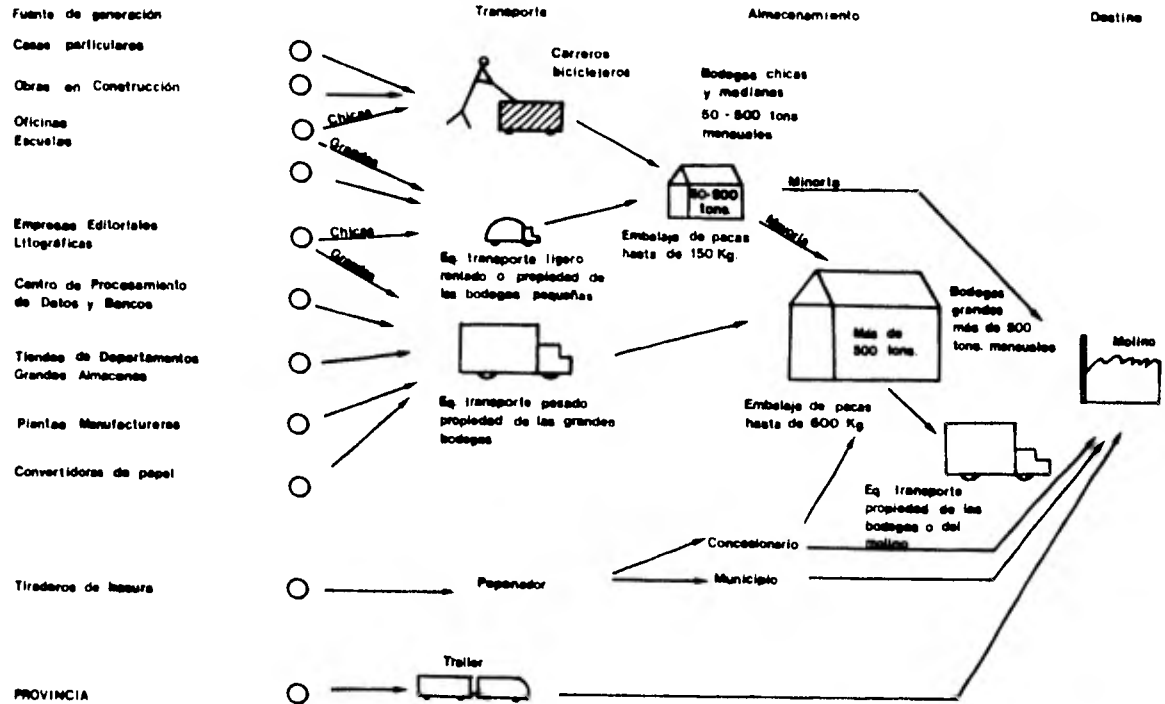 Fuente de generación
Transporte
Almacenamiento
Destino
Casas particulares
Obras en Construcción
Oficinas
Escuelas
Empresas Editoriales
Litográficas
Centro de Procesamiento
de Datos y Bancos
Tiendas de Departamentos
Grandes Almacenes
Plantas Manufactureras
Convertidoras de papel
Tiraderos de basura
PROVINCIA
Chicas
Grandes
Chicas
Grandes
Carreros
bicicleteros
Eq. transporte ligero
rentado o propiedad de
las bodegas pequeñas
Eq. transporte pesado
propiedad de las grandes
bodegas
Pepenador
Trailer
Bodegas chicas
y medianas
50 - 500 tons
mensuales
50-500
tons.
Embalaje de pacas
hasta de 150 Kg.
Minoría
Mayoría
Más de
500 tons.
Bodegas
grandes
más de 500
tons. mensuales
Embalaje de pacas
hasta de 600 Kg.
Eq. transporte
propiedad de las
bodegas o del
molino
Concesionario
Municipio
Molino